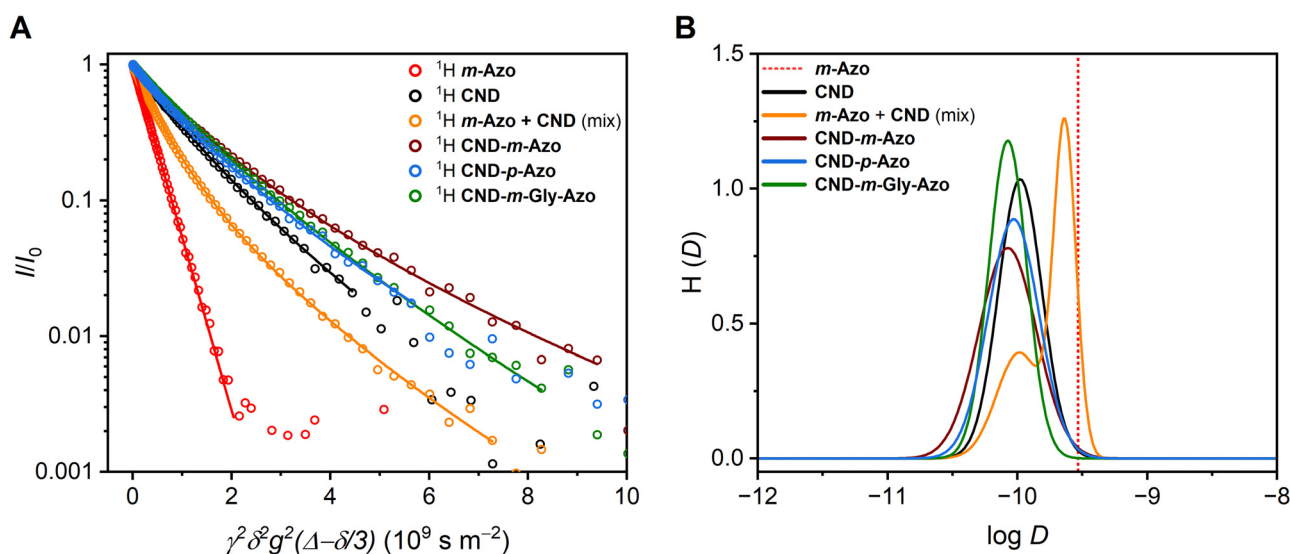 A
1
0.1
0.01
0.001
I/I₀
0 2 4 6 8 10
γ²δ²g²(Δ−δ/3) (10⁹ s m⁻²)
¹H m-Azo
¹H CND
¹H m-Azo + CND (mix)
¹H CND-m-Azo
¹H CND-p-Azo
¹H CND-m-Gly-Azo
B
1.5
1.0
0.5
0.0
H (D)
−12 −11 −10 −9 −8
log D
m-Azo
CND
m-Azo + CND (mix)
CND-m-Azo
CND-p-Azo
CND-m-Gly-Azo